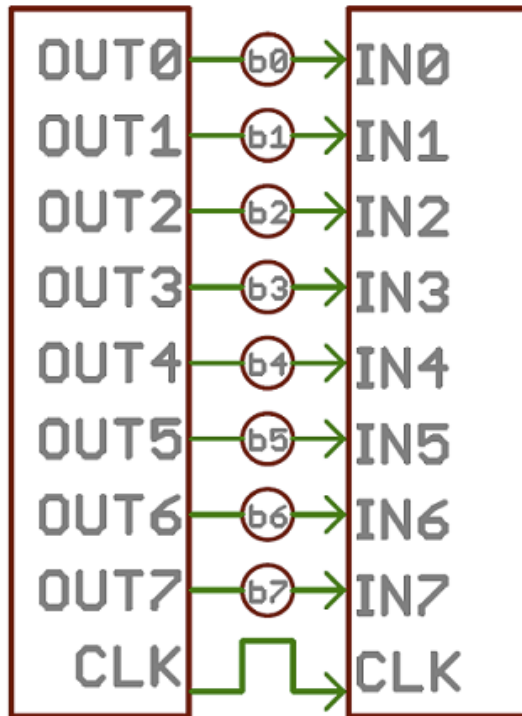 OUT0 b0 IN0
OUT1 b1 IN1
OUT2 b2 IN2
OUT3 b3 IN3
OUT4 b4 IN4
OUT5 b5 IN5
OUT6 b6 IN6
OUT7 b7 IN7
CLK CLK